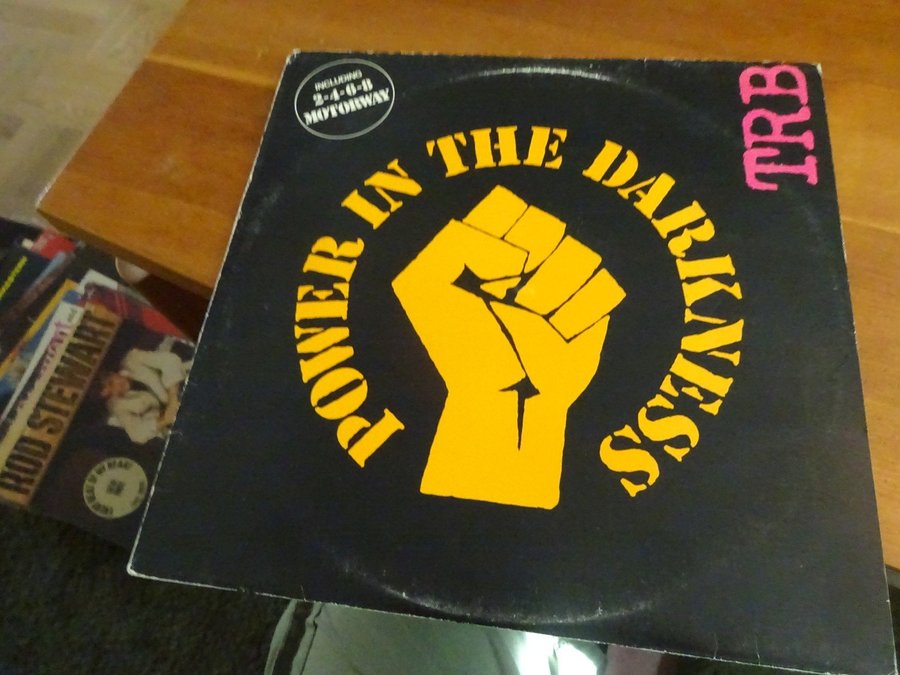 INCLUDING
2-4-6-8
MOTORWAY
TRB
POWER IN THE DARKNESS
ROD STEWART